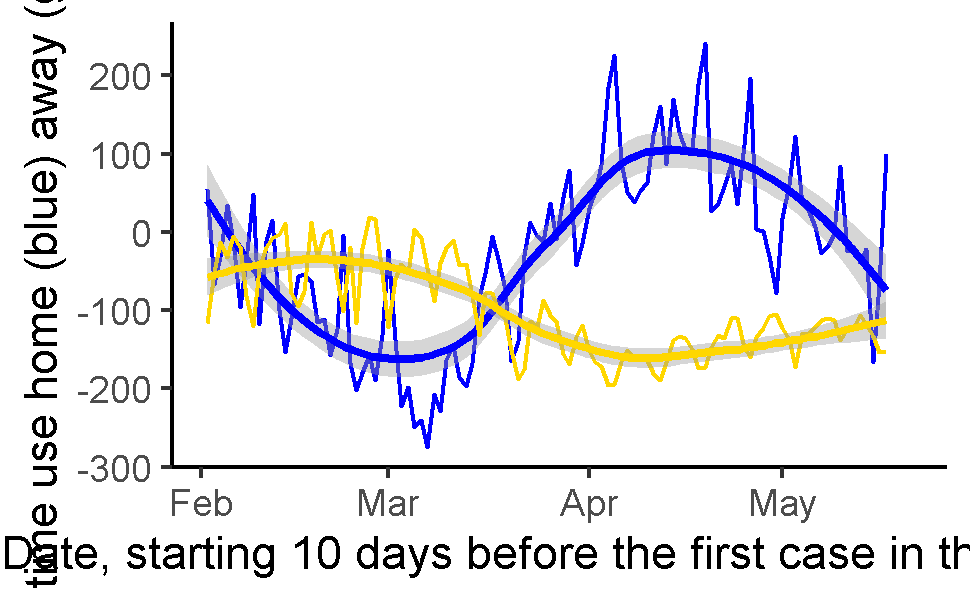 time use home (blue) away (
200
100
0
-100
-200
-300
Feb Mar Apr May
Date, starting 10 days before the first case in th